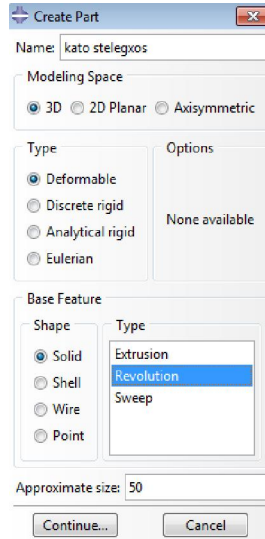 Create Part
Name: kato stelegxos
Modeling Space
3D 2D Planar Axisymmetric
Type
Deformable
Discrete rigid
Analytical rigid
Eulerian
Options
None available
Base Feature
Shape
Solid
Shell
Wire
Point
Type
Extrusion
Revolution
Sweep
Approximate size: 50
Continue... Cancel